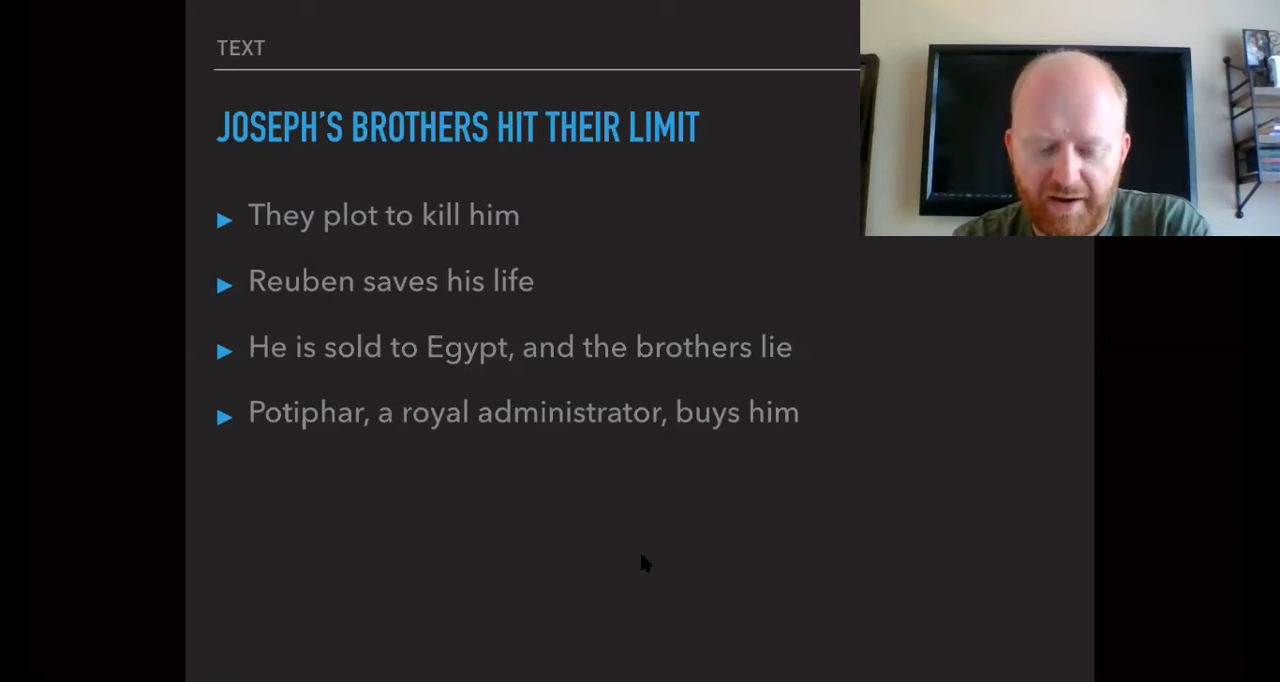 TEXT
JOSEPH'S BROTHERS HIT THEIR LIMIT
They plot to kill him
Reuben saves his life
He is sold to Egypt, and the brothers lie
Potiphar, a royal administrator, buys him